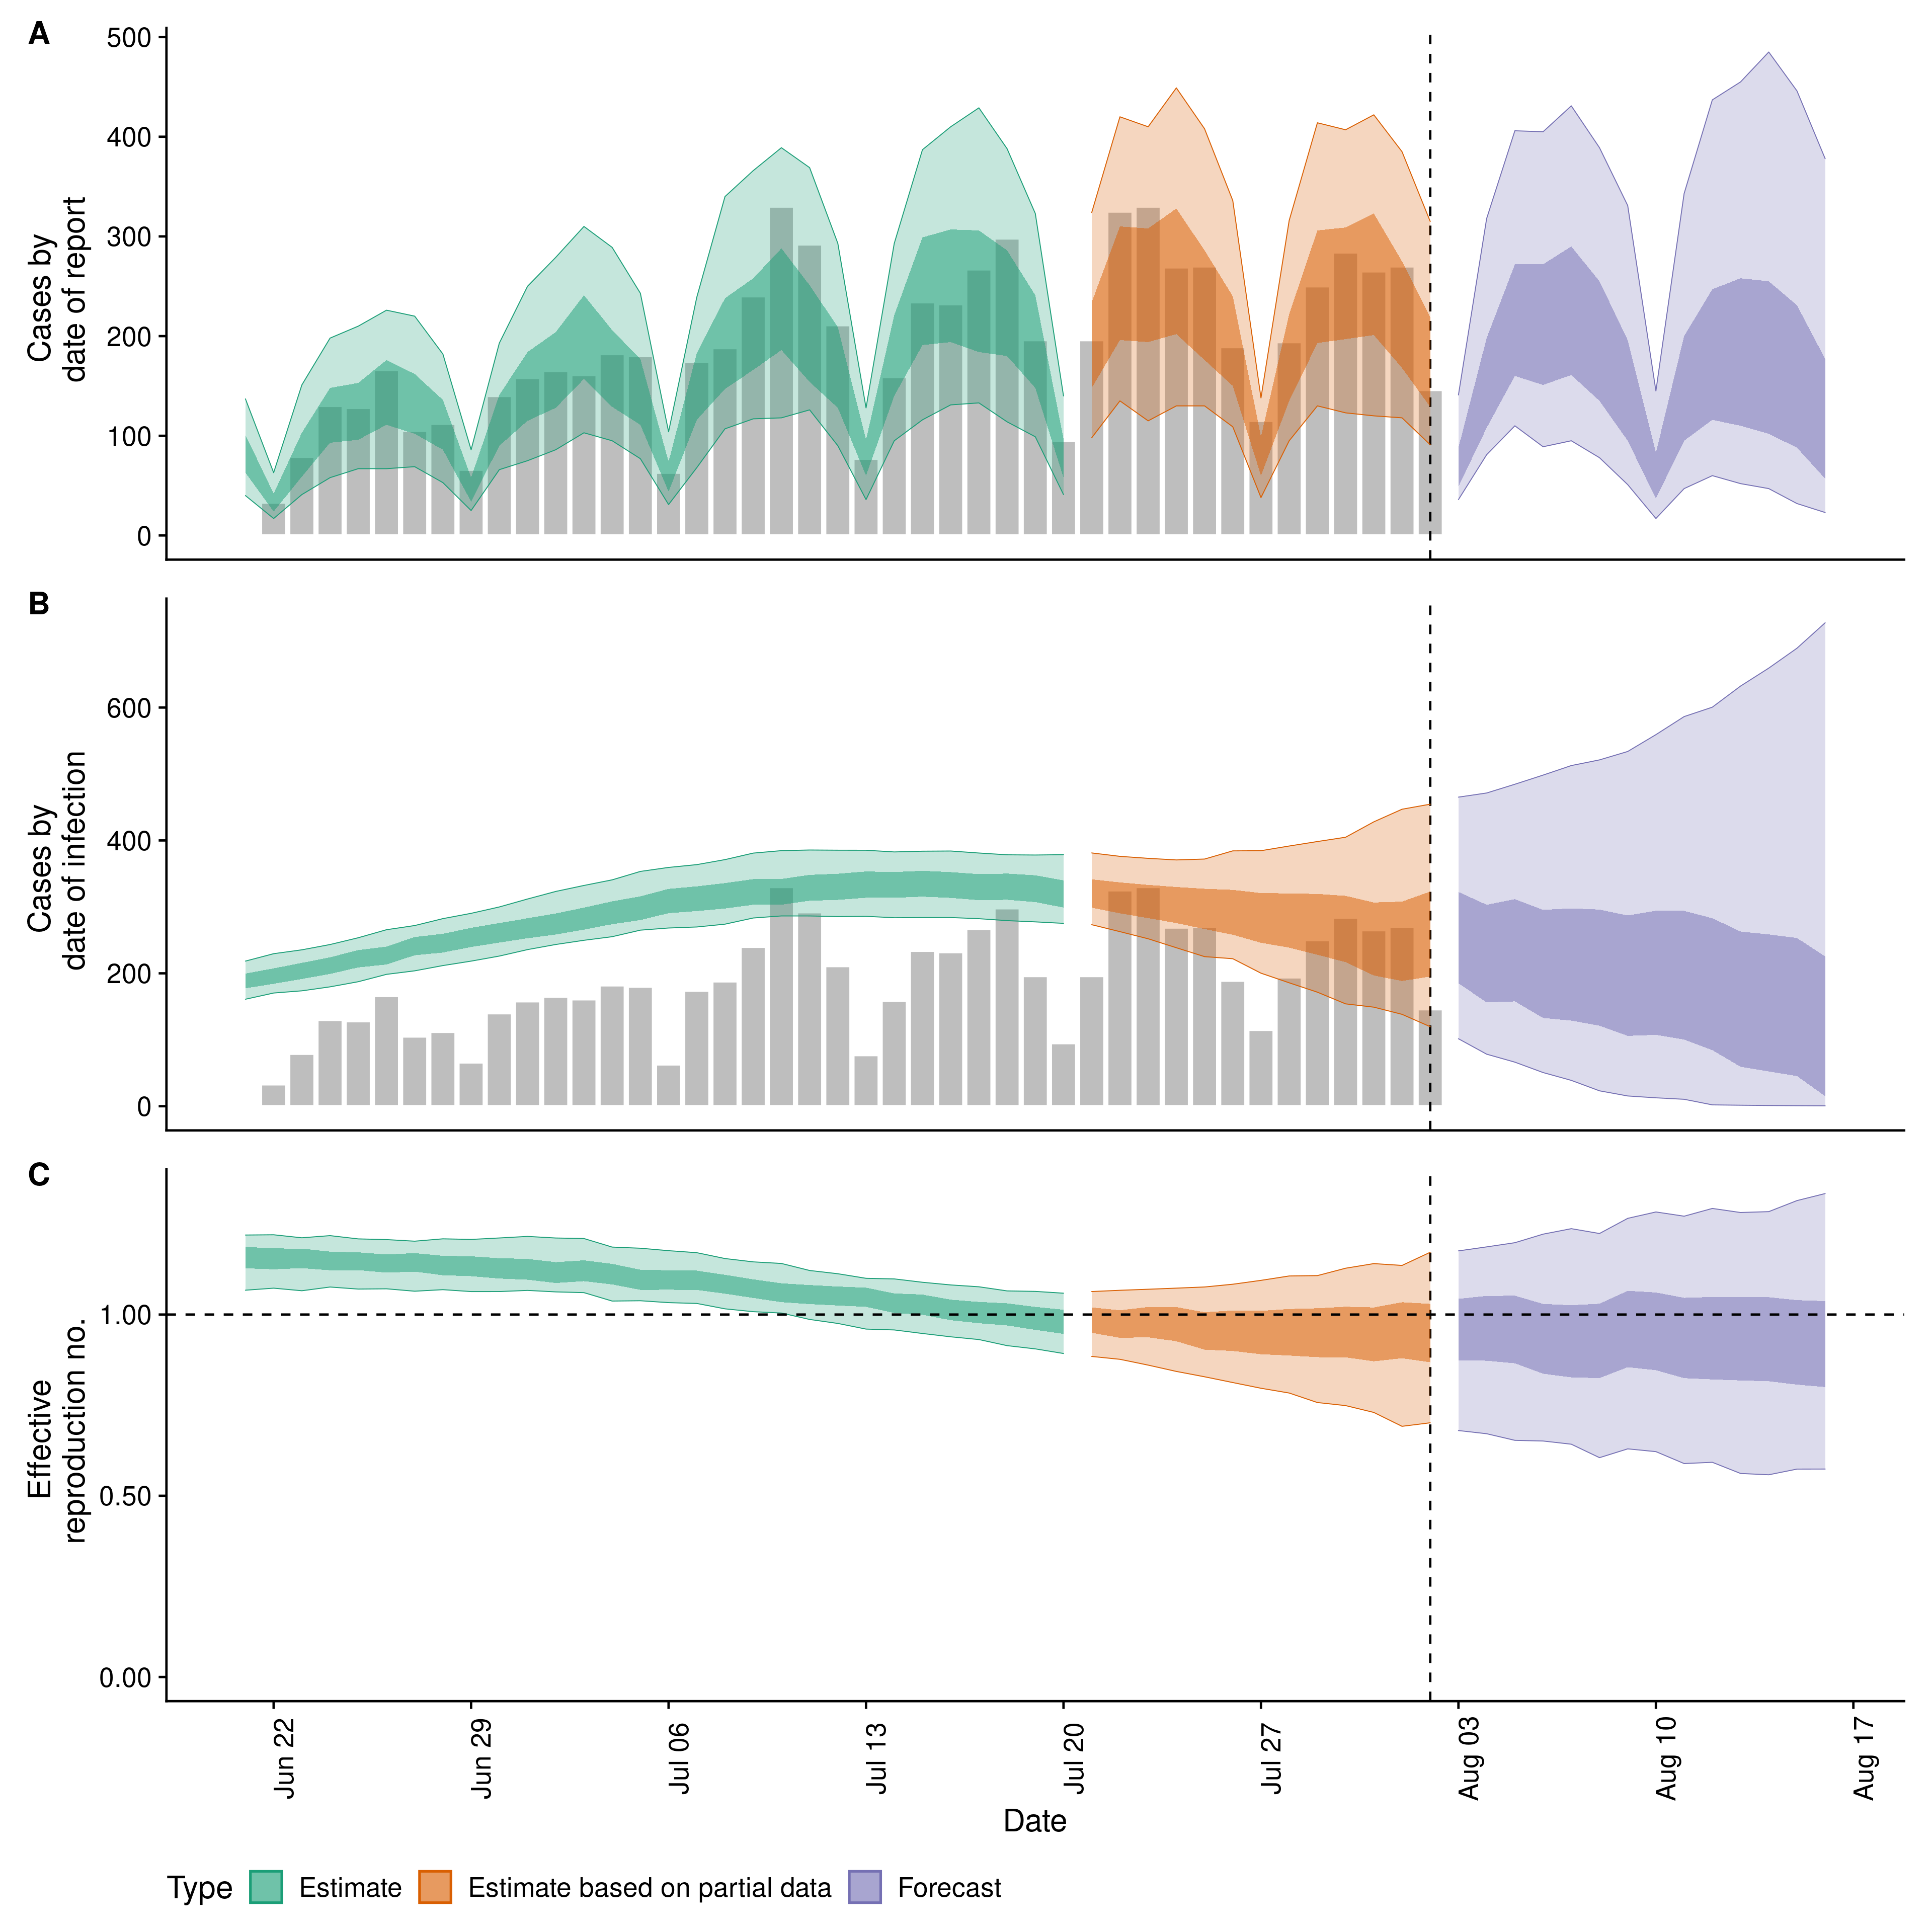 A
500
400
300
200
100
0
Cases by
date of report
B
600
400
200
0
Cases by
date of infection
C
1.00
0.50
0.00
Effective
reproduction no.
Jun 22
Jun 29
Jul 06
Jul 13
Jul 20
Jul 27
Aug 03
Aug 10
Aug 17
Date
Type Estimate Estimate based on partial data Forecast